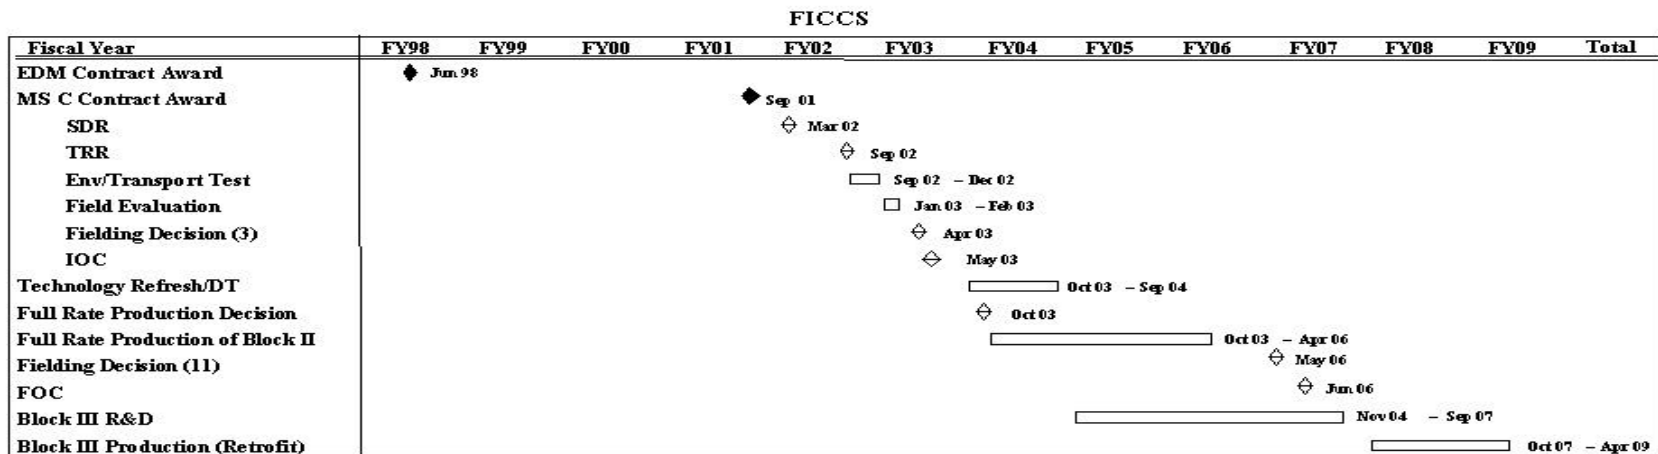 FICCS
Fiscal Year FY98 FY99 FY00 FY01 FY02 FY03 FY04 FY05 FY06 FY07 FY08 FY09 Total
EDM Contract Award Jun 98
MS C Contract Award Sep 01
SDR Mar 02
TRR Sep 02
Env/Transport Test Sep 02 – Dec 02
Field Evaluation Jan 03 – Feb 03
Fielding Decision (3) Apr 03
IOC May 03
Technology Refresh/DT Oct 03 – Sep 04
Full Rate Production Decision Oct 03
Full Rate Production of Block II Oct 03 – Apr 06
Fielding Decision (11) May 06
FOC Jun 06
Block III R&D Nov 04 – Sep 07
Block III Production (Retrofit) Oct 07 – Apr 09